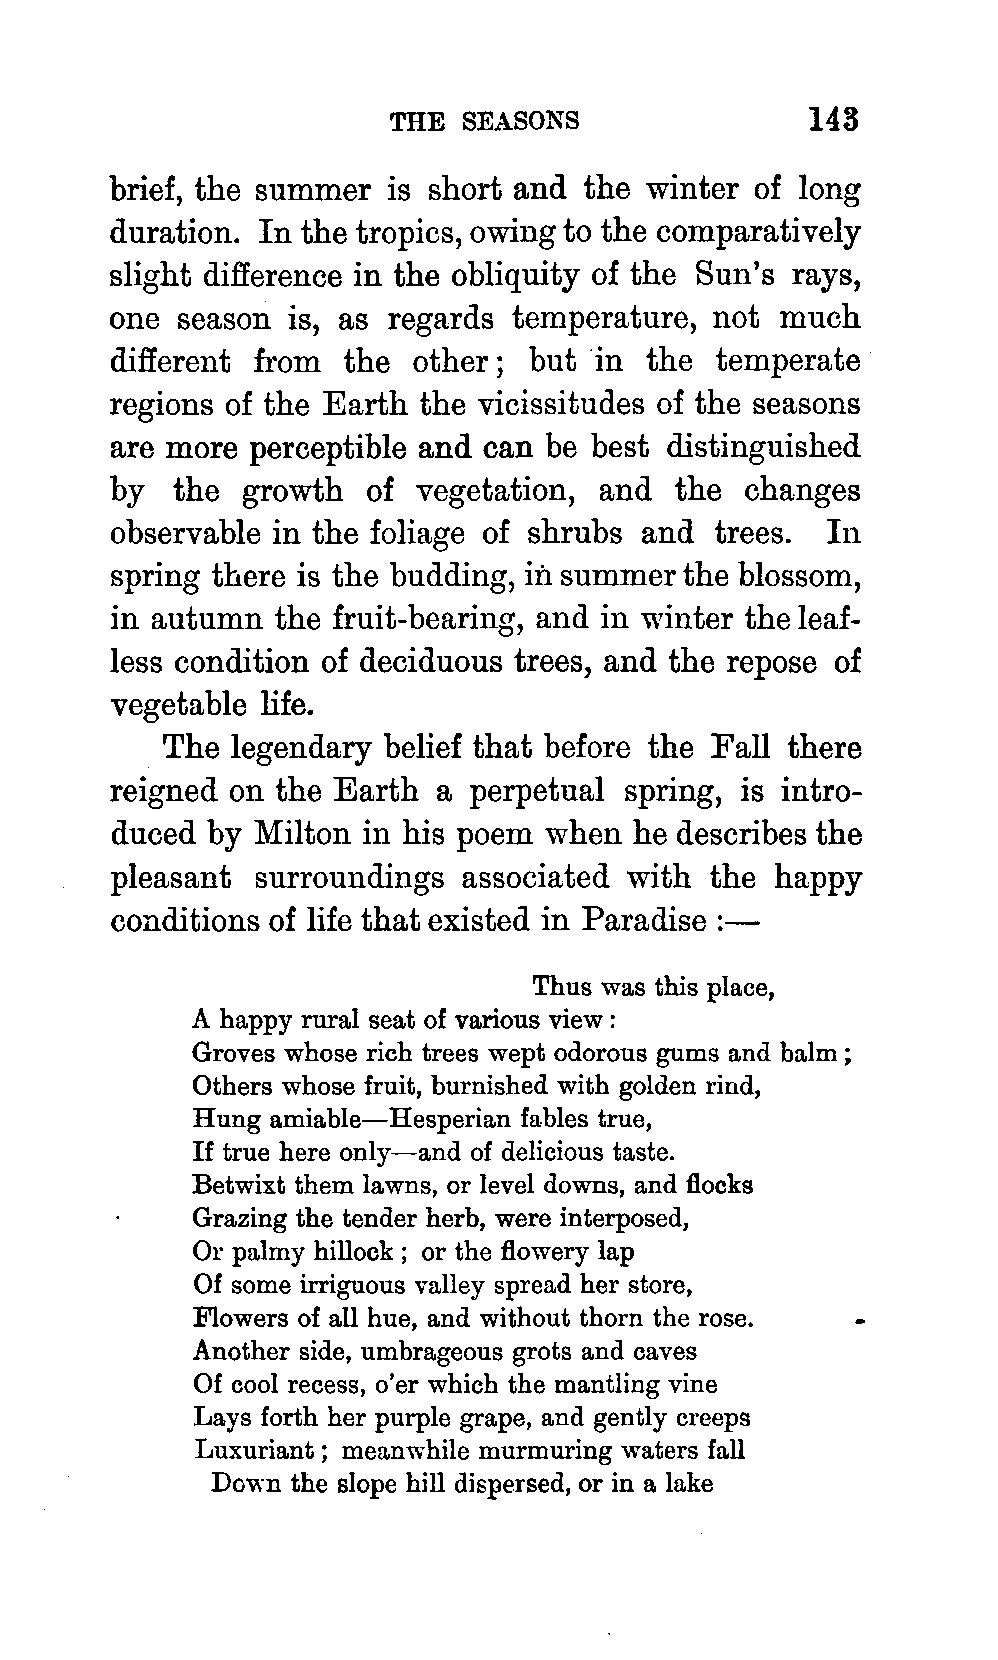 THE SEASONS 143
brief, the summer is short and the winter of long
duration. In the tropics, owing to the comparatively
slight difference in the obliquity of the Sun's rays,
one season is, as regards temperature, not much
different from the other; but in the temperate
regions of the Earth the vicissitudes of the seasons
are more perceptible and can be best distinguished
by the growth of vegetation, and the changes
observable in the foliage of shrubs and trees. In
spring there is the budding, in summer the blossom,
in autumn the fruit-bearing, and in winter the leaf-
less condition of deciduous trees, and the repose of
vegetable life.
The legendary belief that before the Fall there
reigned on the Earth a perpetual spring, is intro-
duced by Milton in his poem when he describes the
pleasant surroundings associated with the happy
conditions of life that existed in Paradise :—
Thus was this place,
A happy rural seat of various view :
Groves whose rich trees wept odorous gums and balm ;
Others whose fruit, burnished with golden rind,
Hung amiable—Hesperian fables true,
If true here only—and of delicious taste.
Betwixt them lawns, or level downs, and flocks
Grazing the tender herb, were interposed,
Or palmy hillock ; or the flowery lap
Of some irriguous valley spread her store,
Flowers of all hue, and without thorn the rose.
Another side, umbrageous grots and caves
Of cool recess, o'er which the mantling vine
Lays forth her purple grape, and gently creeps
Luxuriant ; meanwhile murmuring waters fall
Down the slope hill dispersed, or in a lake